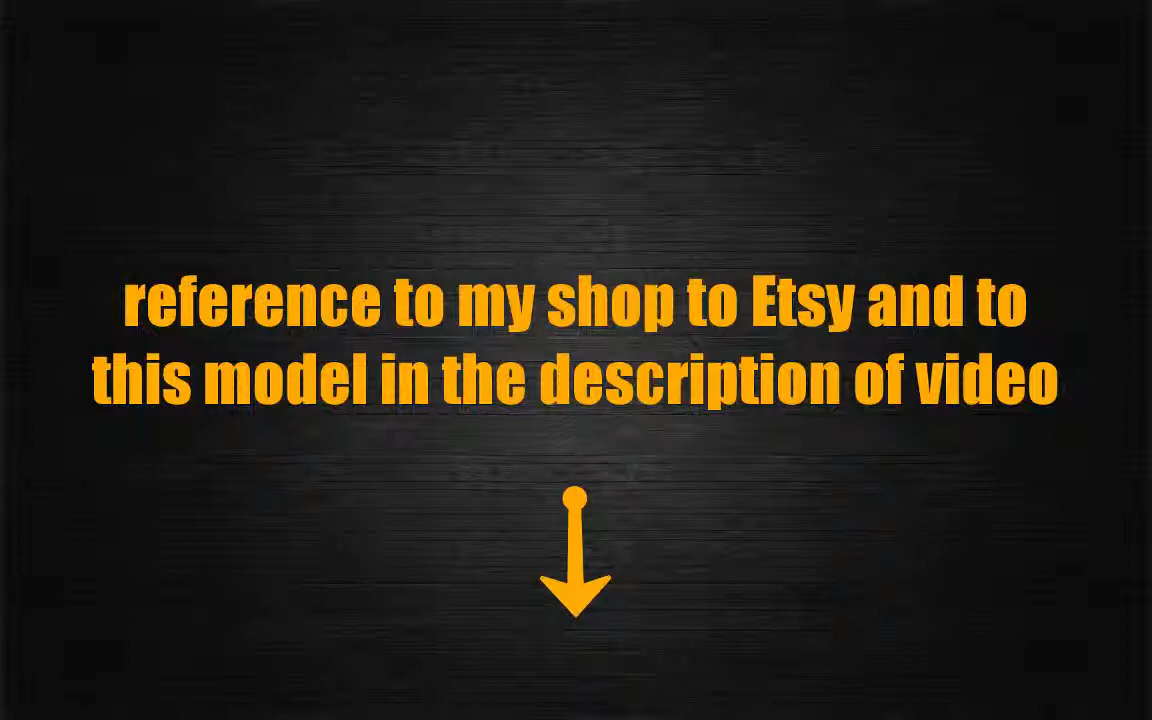 reference to my shop to Etsy and to
this model in the description of video